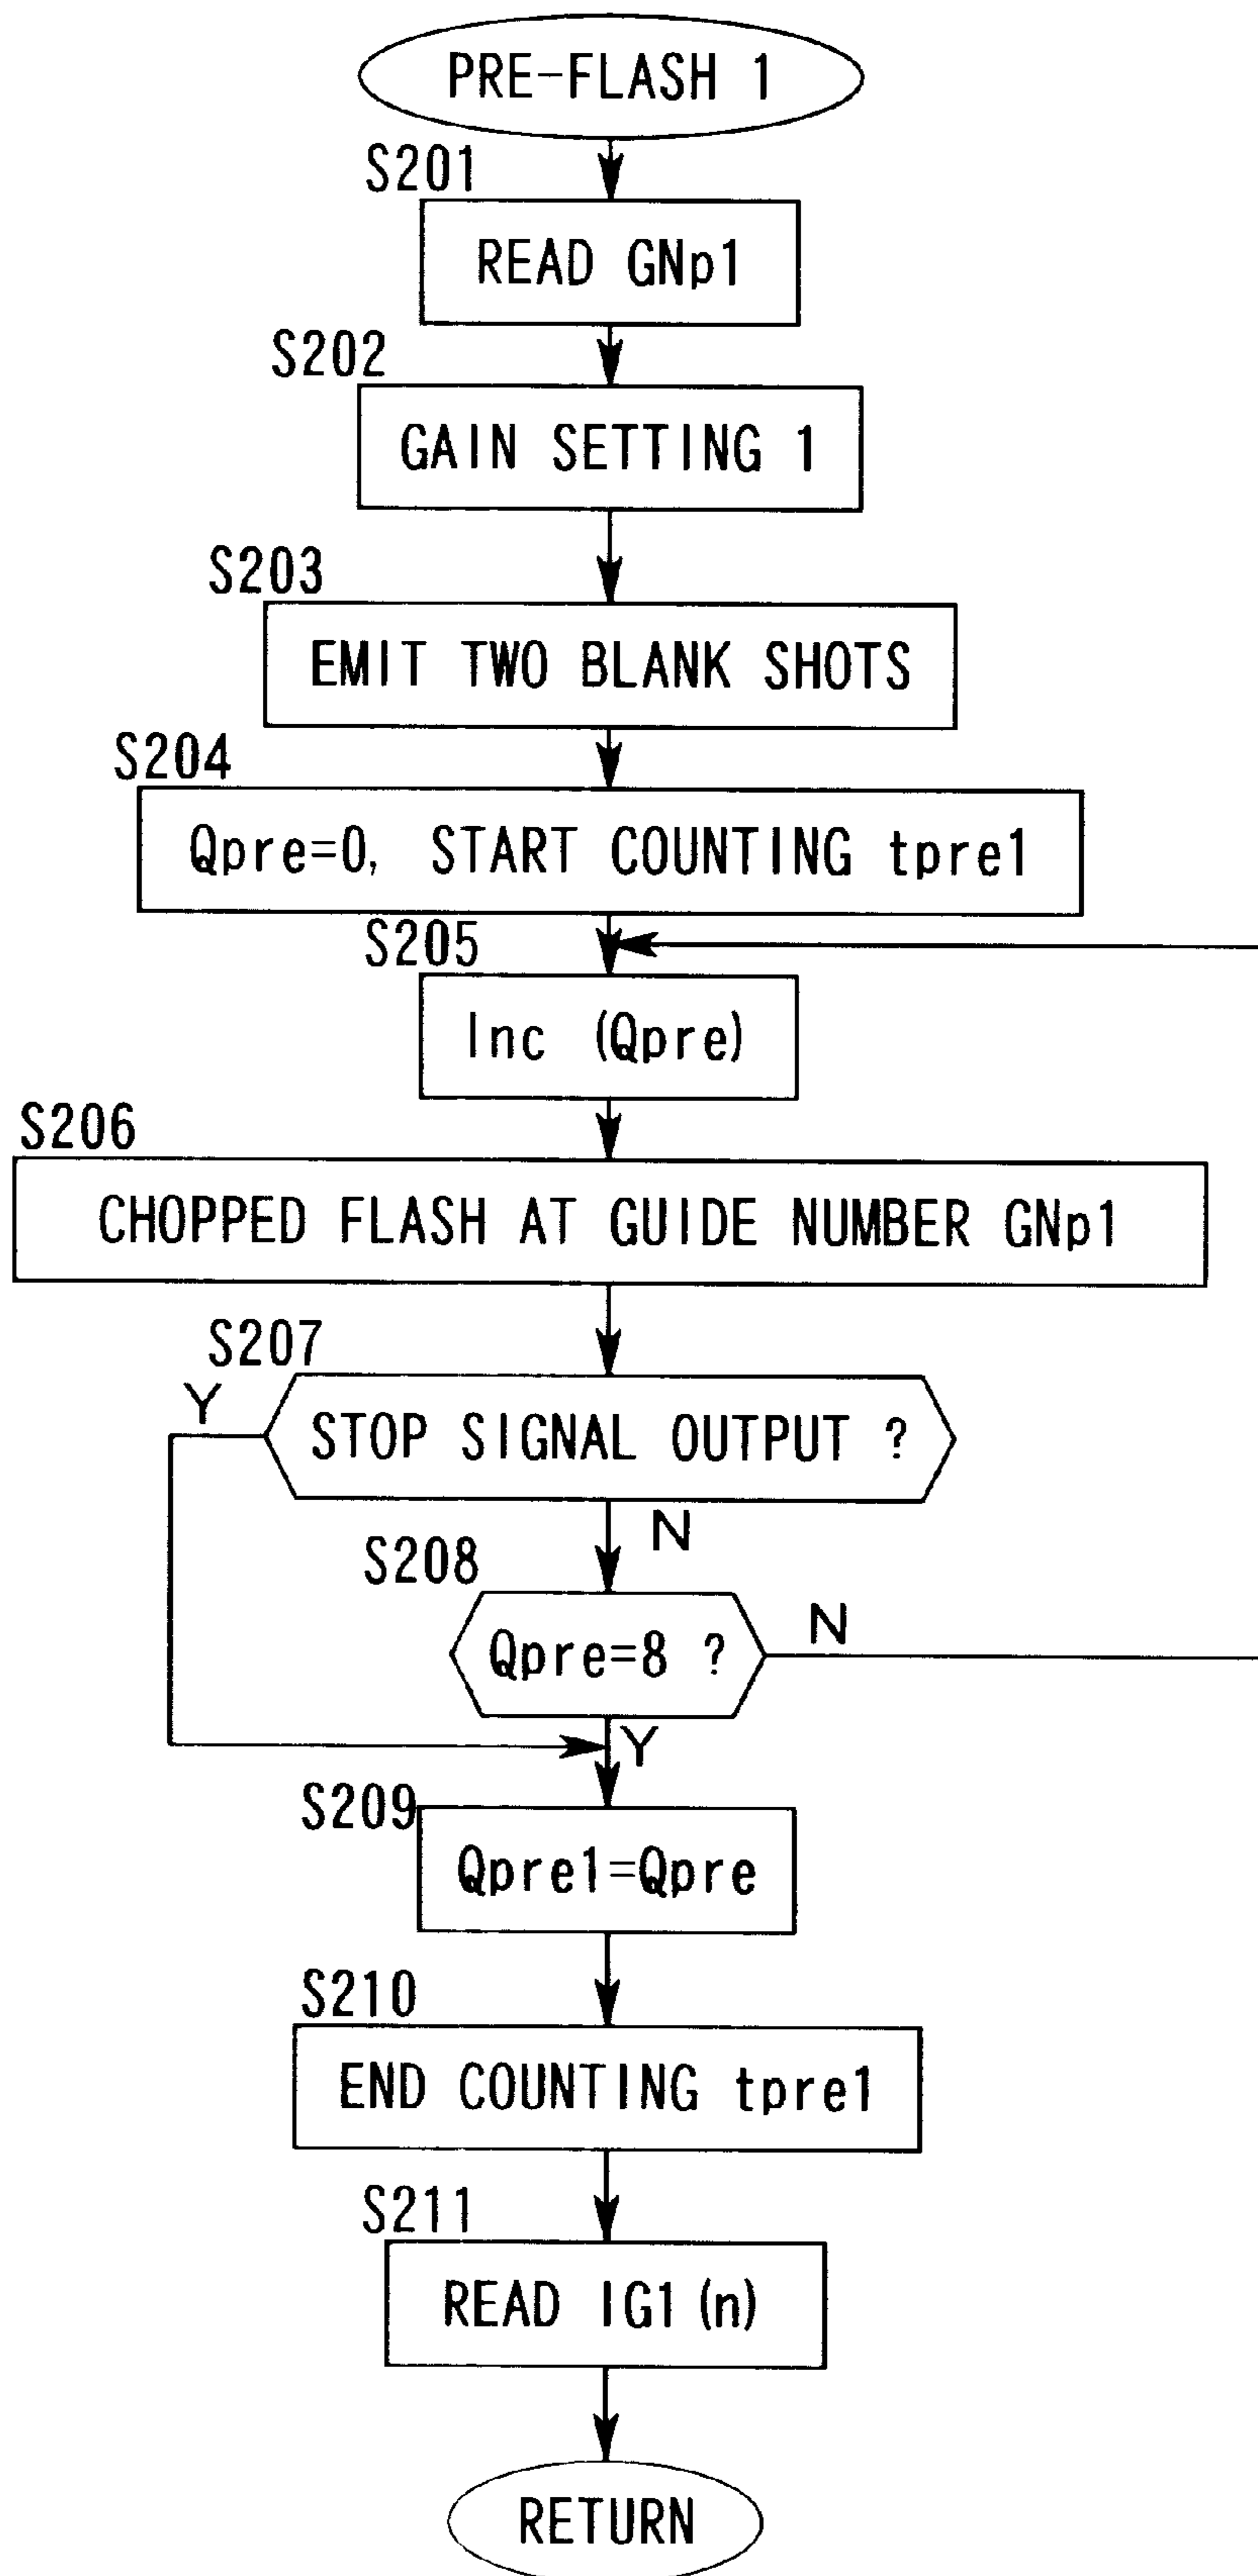 PRE-FLASH 1
S201
READ GNp1
S202
GAIN SETTING 1
S203
EMIT TWO BLANK SHOTS
S204
Qpre=0, START COUNTING tpre1
S205
Inc (Qpre)
S206
CHOPPED FLASH AT GUIDE NUMBER GNp1
S207
Y
STOP SIGNAL OUTPUT ?
N
S208
Qpre=8 ?
N
Y
S209
Qpre1=Qpre
S210
END COUNTING tpre1
S211
READ IG1(n)
RETURN